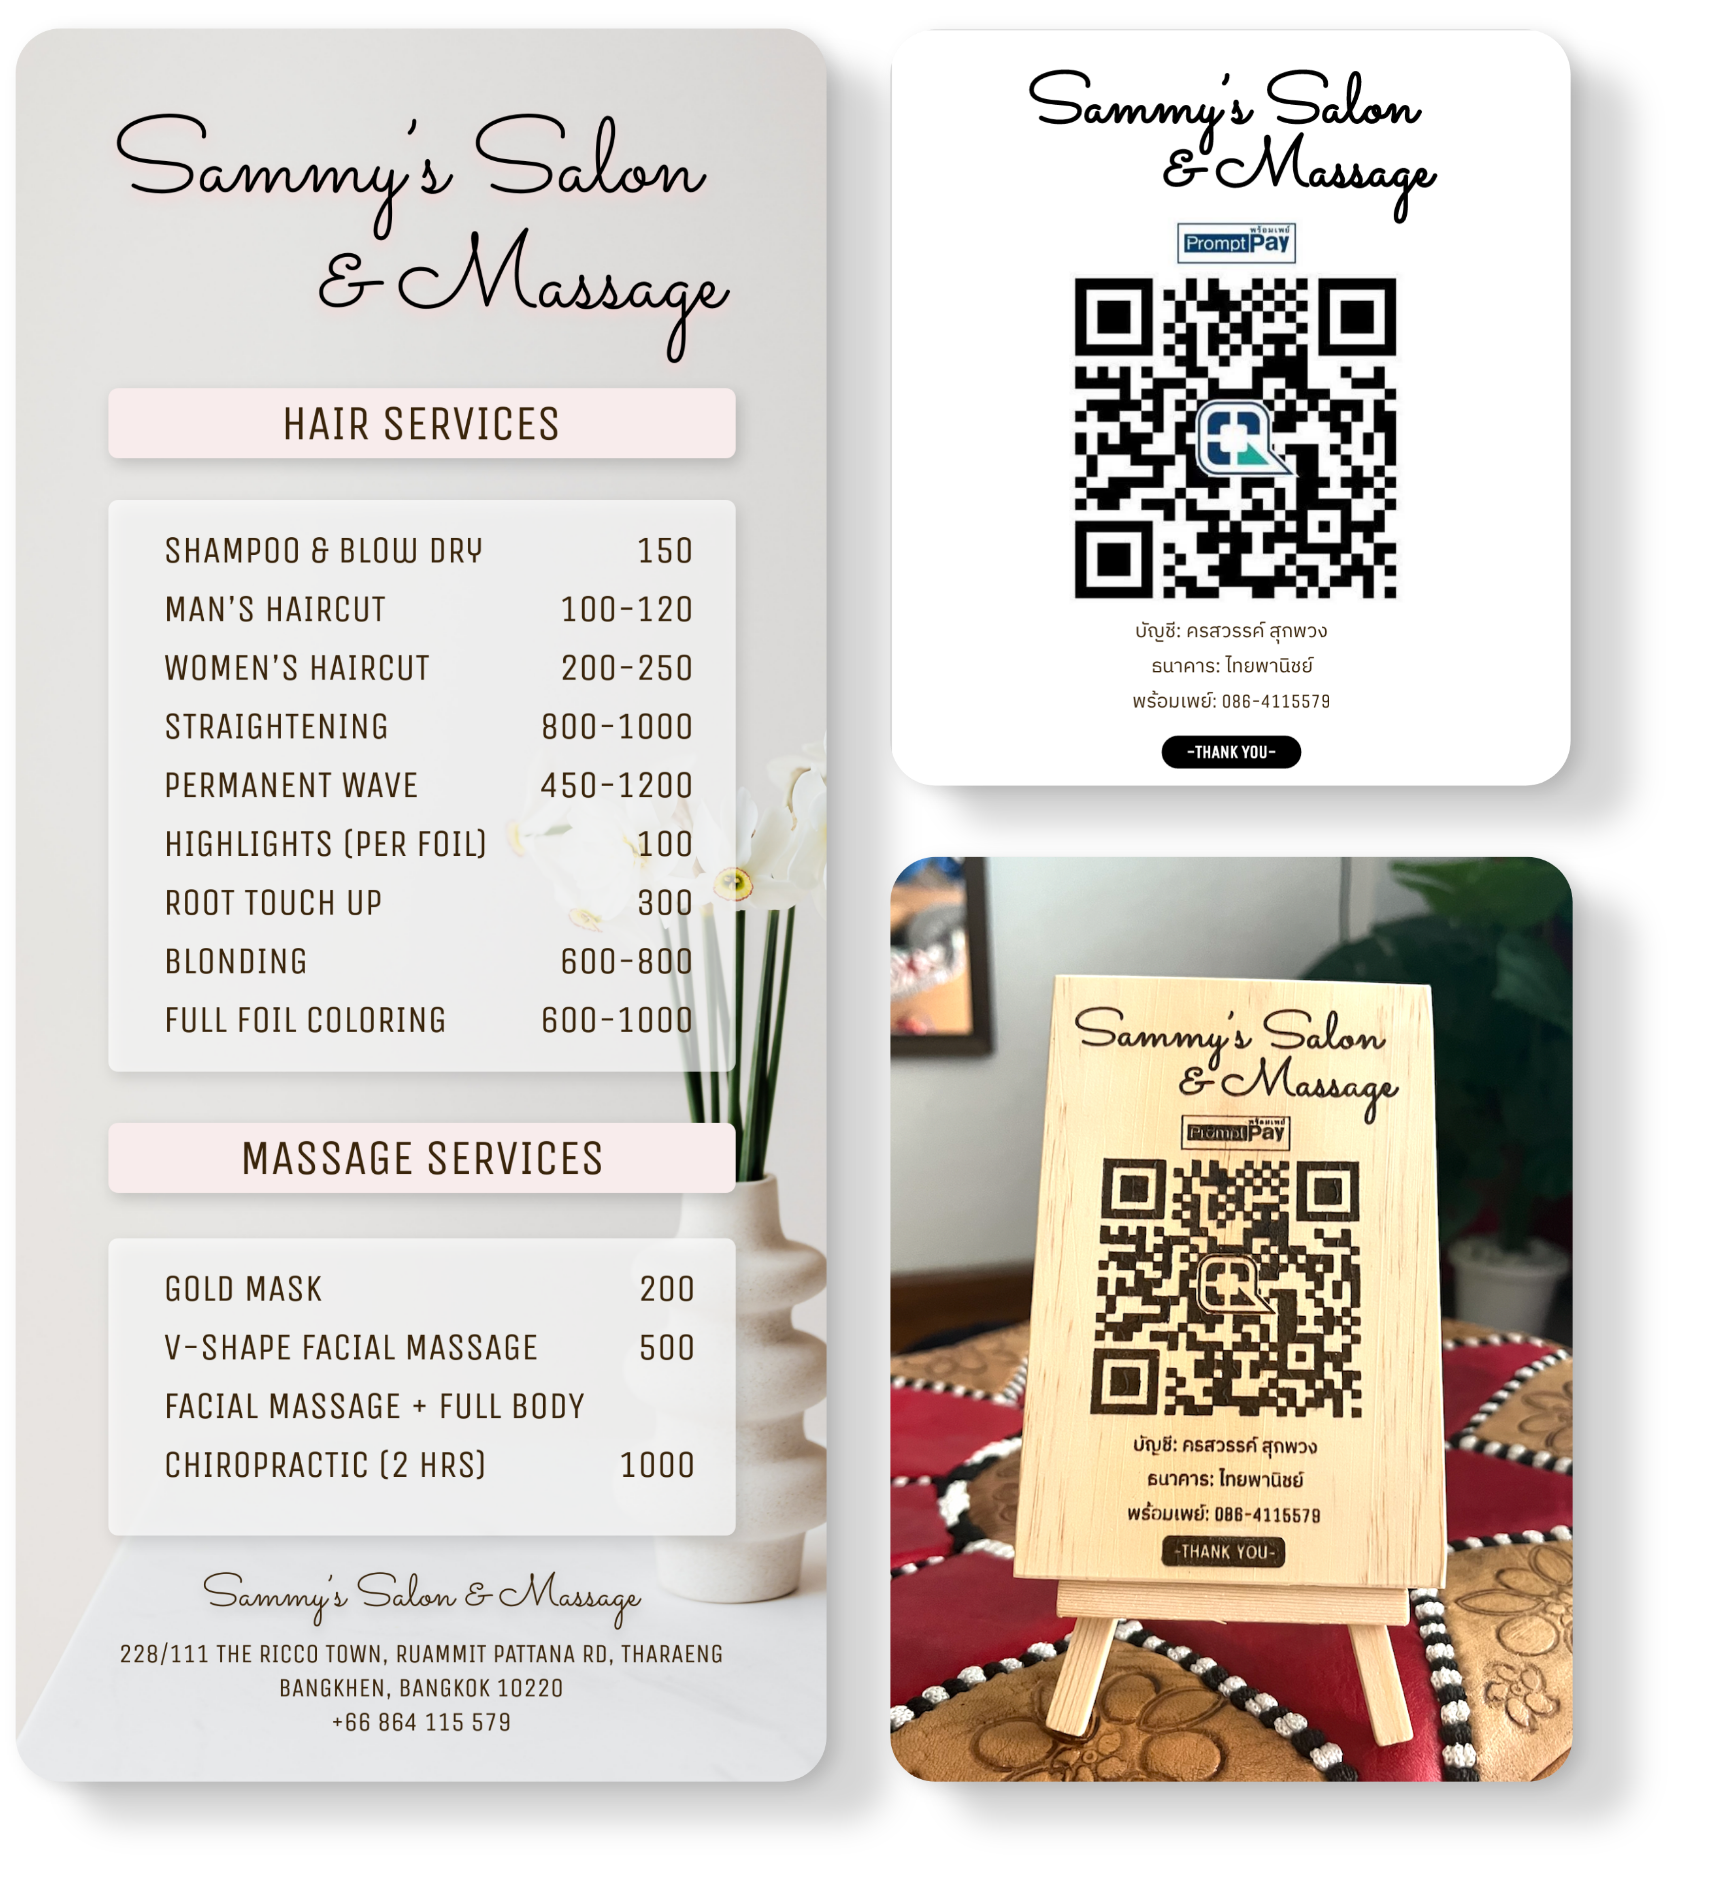 Sammy's Salon
& Massage
HAIR SERVICES
SHAMPOO & BLOW DRY 150
MAN'S HAIRCUT 100-120
WOMEN'S HAIRCUT 200-250
STRAIGHTENING 800-1000
PERMANENT WAVE 450-1200
HIGHLIGHTS (PER FOIL) 100
ROOT TOUCH UP 300
BLONDING 600-800
FULL FOIL COLORING 600-1000
MASSAGE SERVICES
GOLD MASK 200
V-SHAPE FACIAL MASSAGE 500
FACIAL MASSAGE + FULL BODY
CHIROPRACTIC (2 HRS) 1000
Sammy's Salon & Massage
228/111 THE RICCO TOWN, RUAMMIT PATTANA RD, THARAENG
BANGKHEN, BANGKOK 10220
+66 864 115 579
Sammy's Salon
& Massage
พร้อมเพย์
PromptPay
บัญชี: ครสวรรค์ สุกพวง
ธนาคาร: ไทยพานิชย์
พร้อมเพย์: 086-4115579
-THANK YOU-
Sammy's Salon
& Massage
พร้อมเพย์
PromptPay
บัญชี: ครสวรรค์ สุกพวง
ธนาคาร: ไทยพานิชย์
พร้อมเพย์: 086-4115579
-THANK YOU-